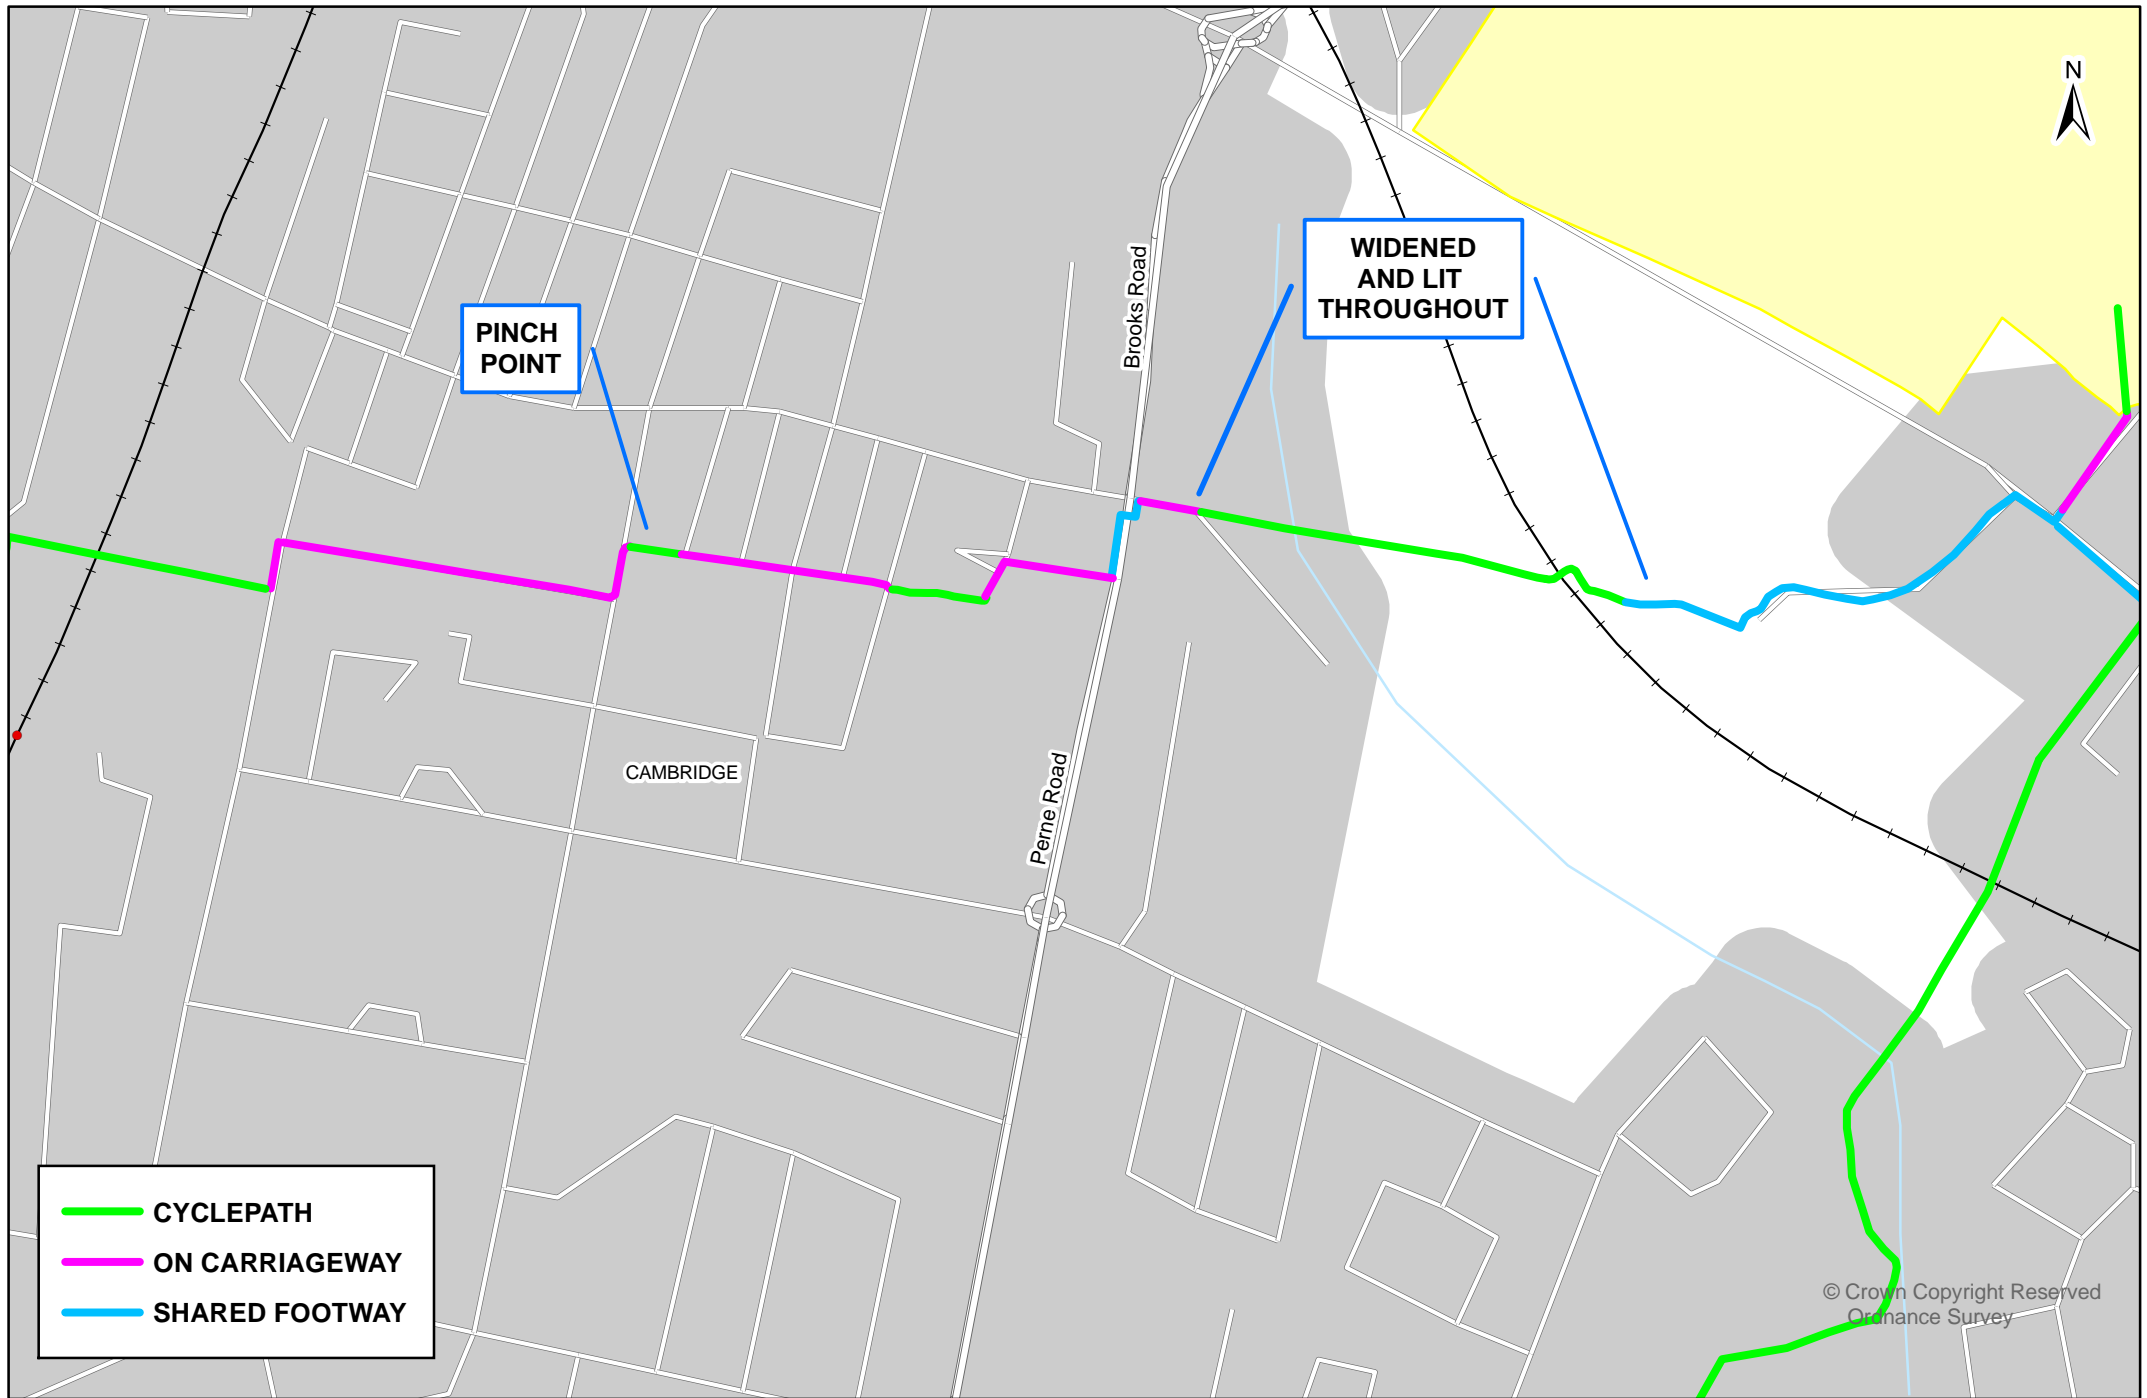 N
Brooks Road
WIDENED
AND LIT
THROUGHOUT
PINCH
POINT
CAMBRIDGE
Perne Road
CYCLEPATH
ON CARRIAGEWAY
SHARED FOOTWAY
© Crown Copyright Reserved
Ordnance Survey